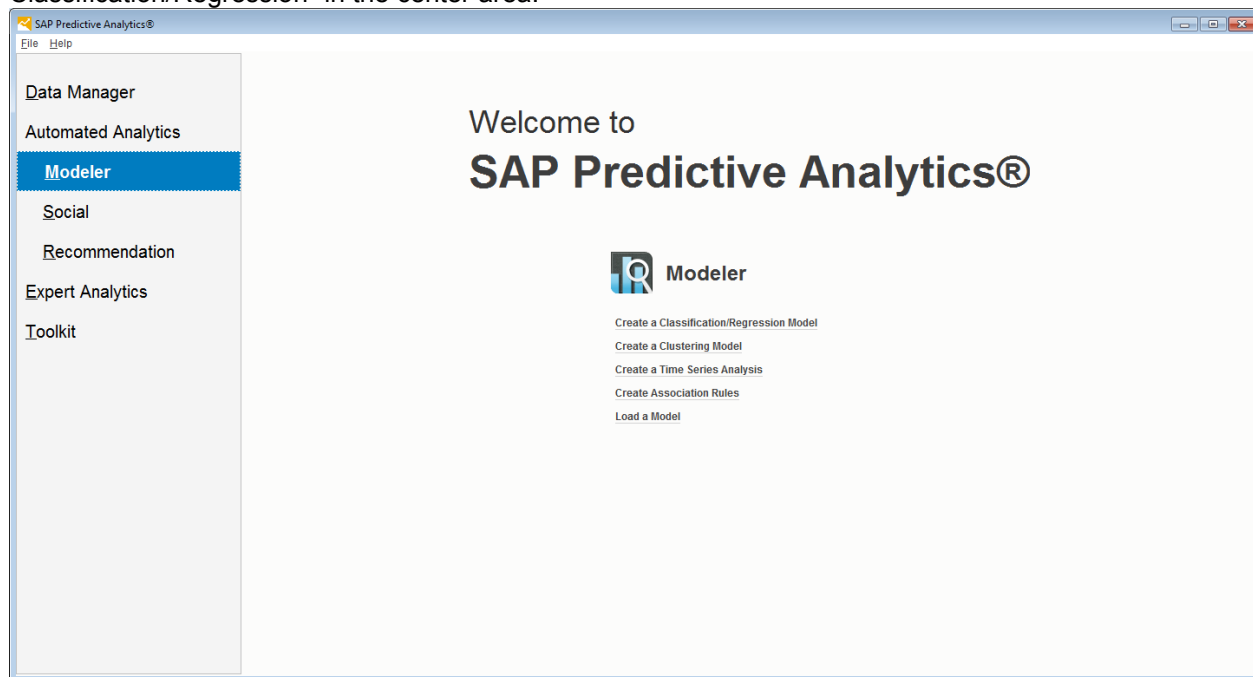 Classification/Regression" in the center area.
SAP Predictive Analytics®
File Help
Data Manager
Automated Analytics
Modeler
Social
Recommendation
Expert Analytics
Toolkit
Welcome to
SAP Predictive Analytics®
Modeler
Create a Classification/Regression Model
Create a Clustering Model
Create a Time Series Analysis
Create Association Rules
Load a Model